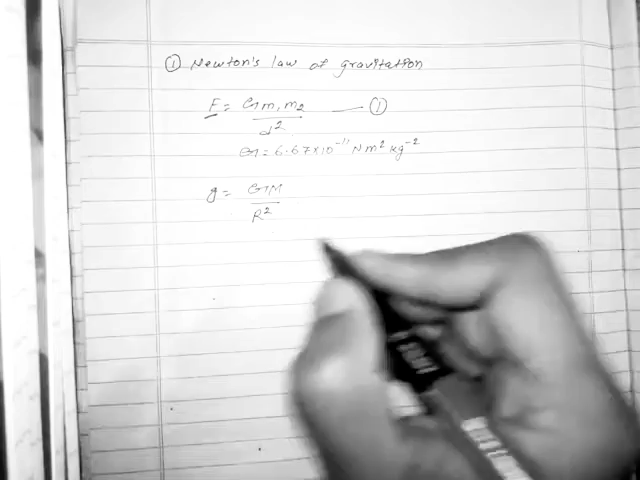 ① Newton's law of gravitation
F = Gm₁m₂ / d² —— ①
G = 6.67×10⁻¹¹ Nm² kg⁻²
g = GM / R²